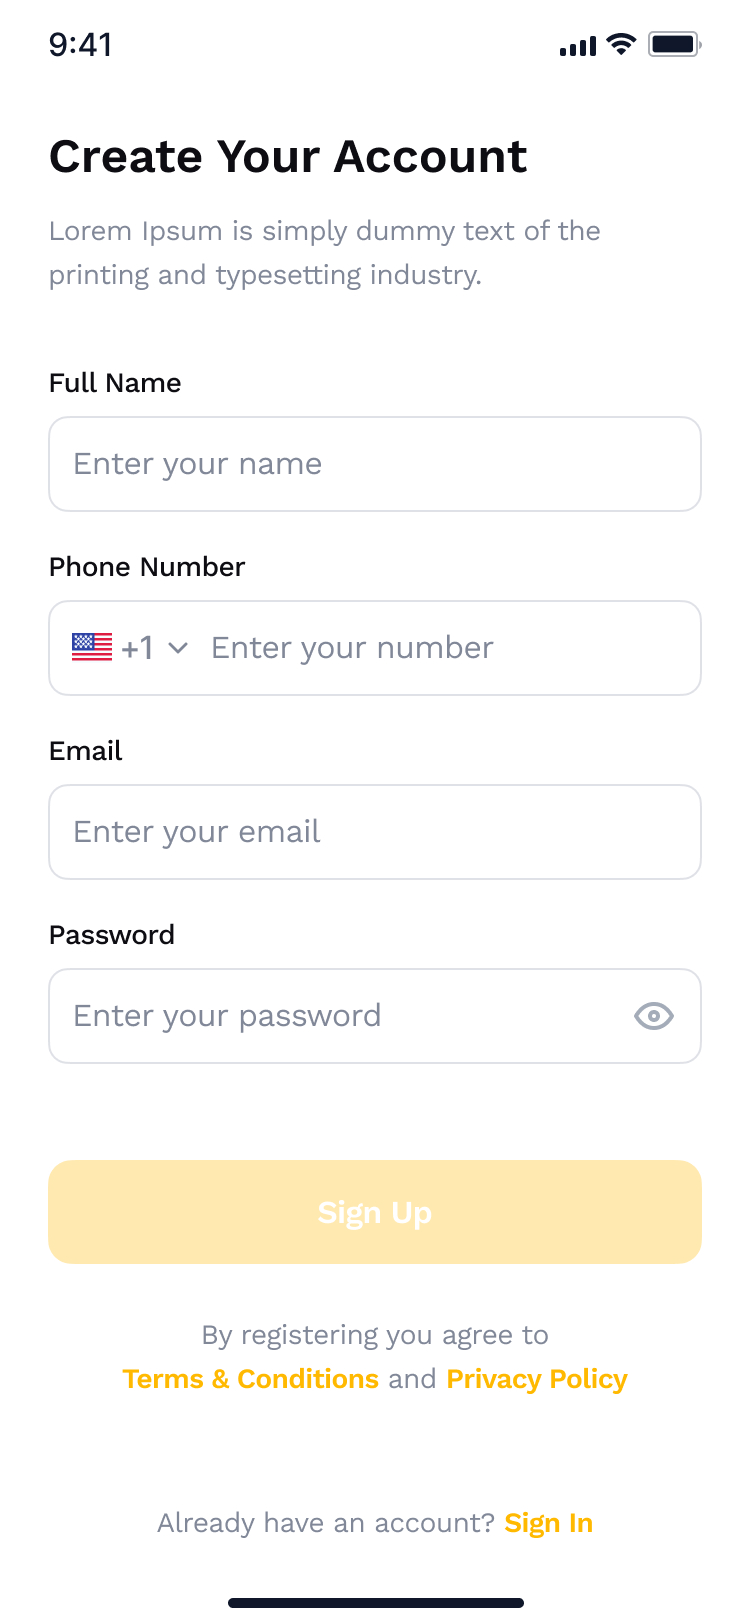 9:41
Create Your Account
Lorem Ipsum is simply dummy text of the
printing and typesetting industry.
Full Name
Enter your name
Phone Number
+1 Enter your number
Email
Enter your email
Password
Enter your password
Sign Up
By registering you agree to
Terms & Conditions and Privacy Policy
Already have an account? Sign In